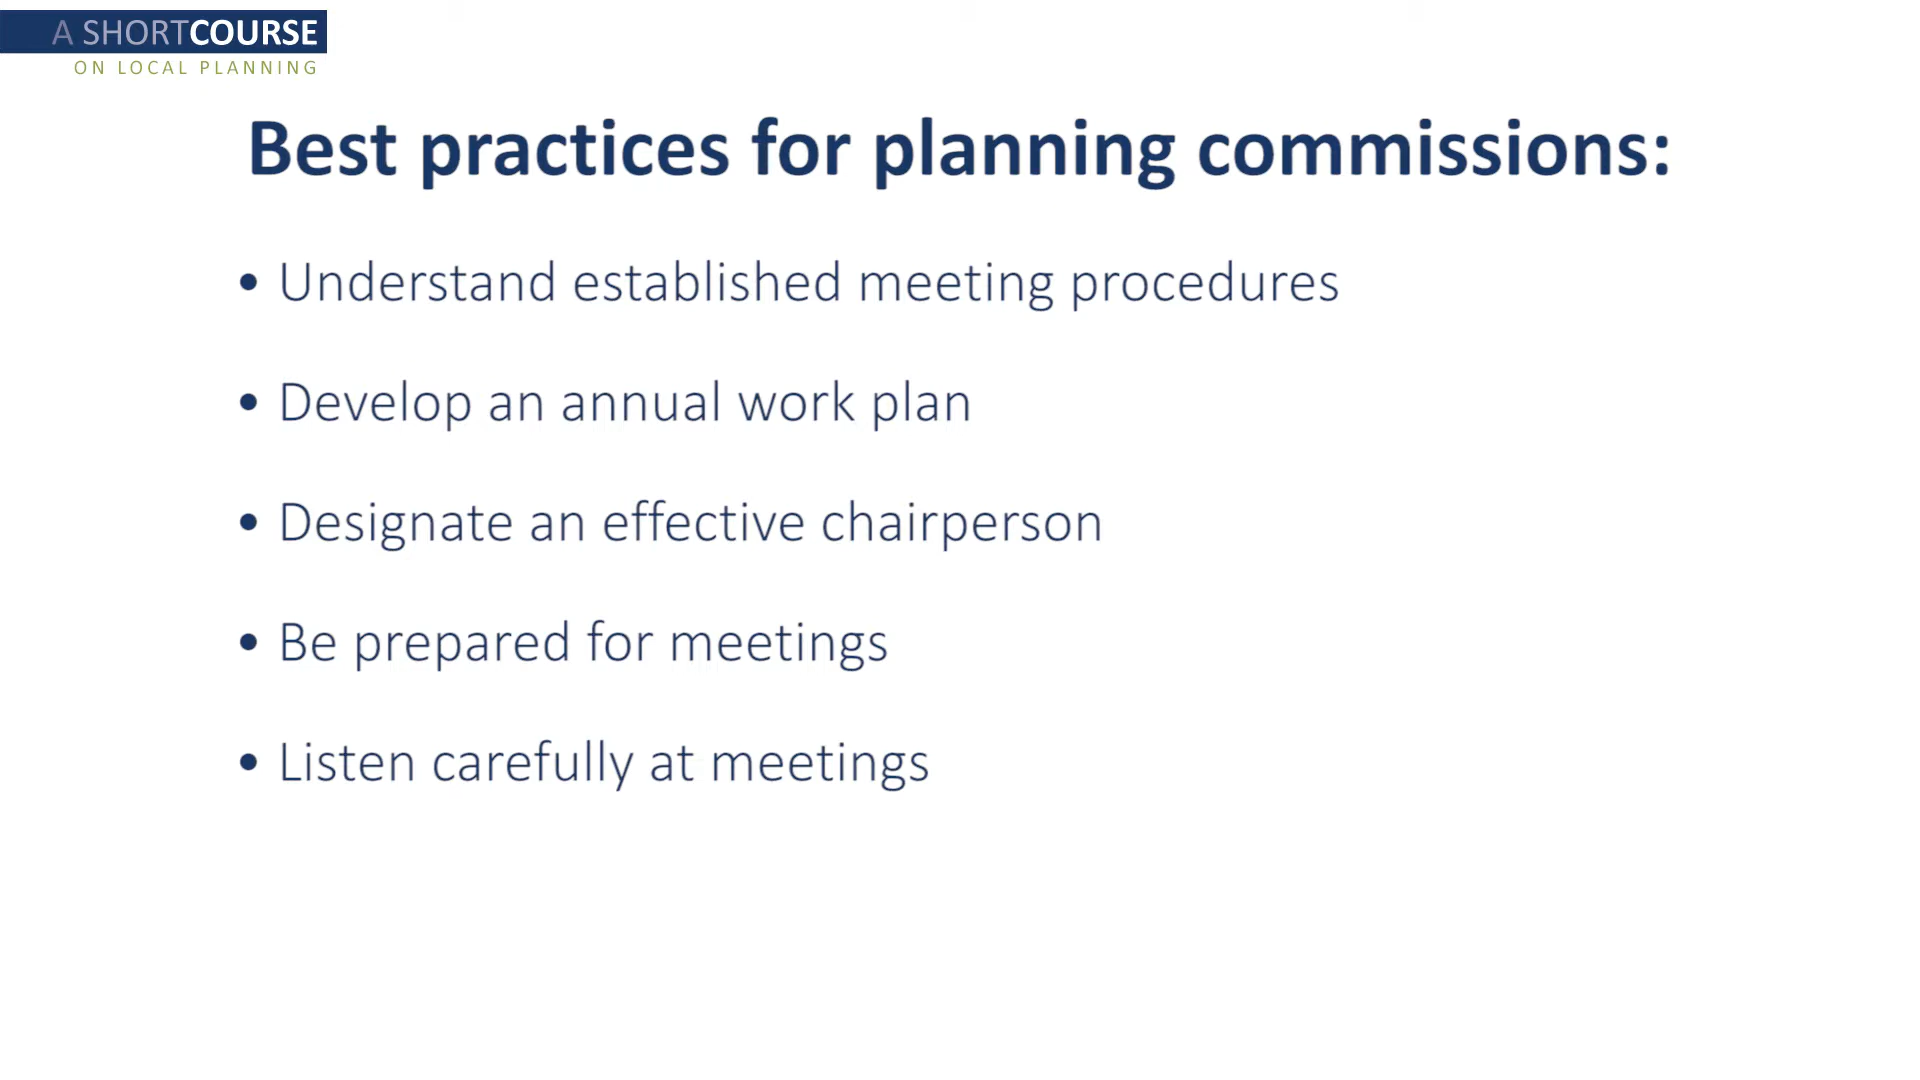 A SHORTCOURSE
ON LOCAL PLANNING
Best practices for planning commissions:
• Understand established meeting procedures
• Develop an annual work plan
• Designate an effective chairperson
• Be prepared for meetings
• Listen carefully at meetings